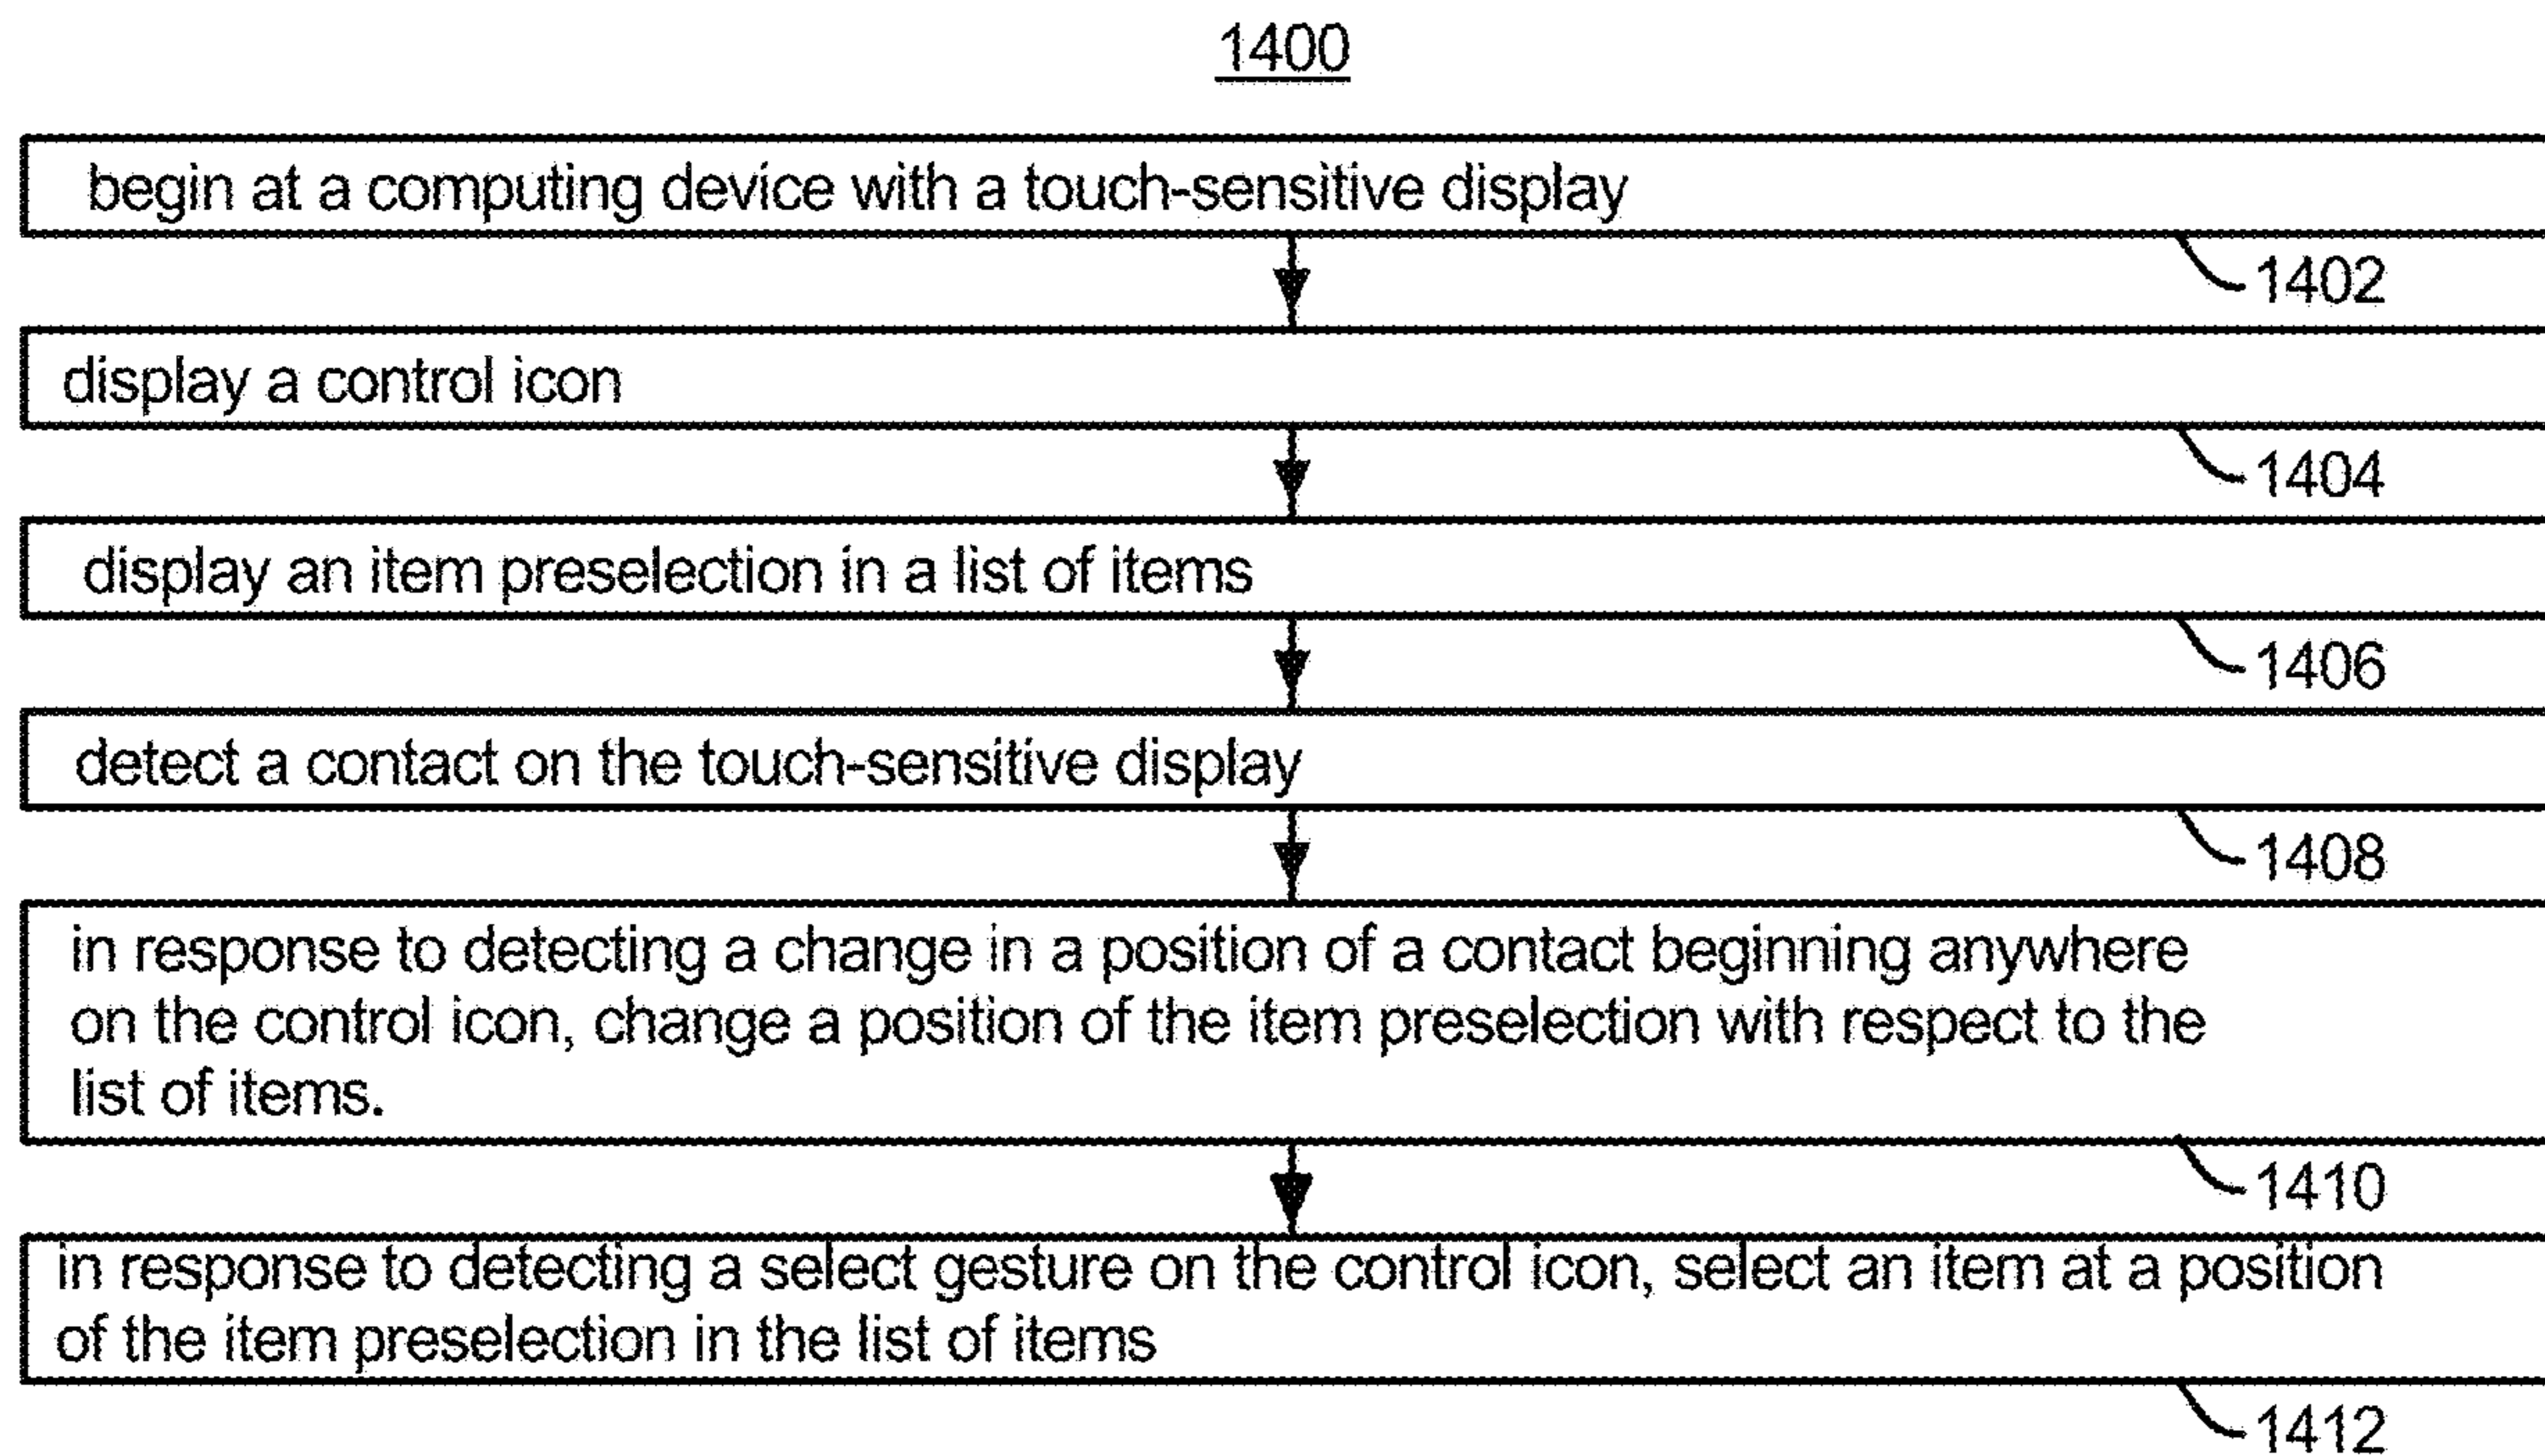 1400
begin at a computing device with a touch-sensitive display
1402
display a control icon
1404
display an item preselection in a list of items
1406
detect a contact on the touch-sensitive display
1408
in response to detecting a change in a position of a contact beginning anywhere
on the control icon, change a position of the item preselection with respect to the
list of items.
1410
in response to detecting a select gesture on the control icon, select an item at a position
of the item preselection in the list of items
1412